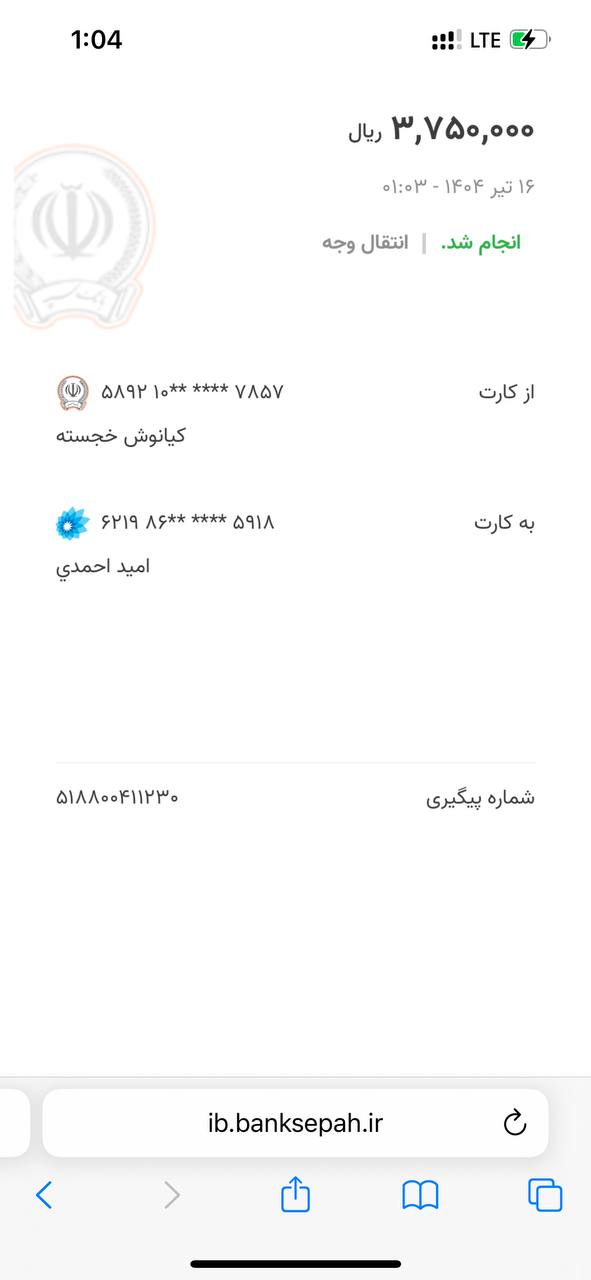 1:04 LTE
۳,۷۵۰,۰۰۰ ریال
۱۶ تیر ۱۴۰۴ - ۰۱:۰۳
انجام شد. | انتقال وجه
از کارت ۵۸۹۲ ۱۰** **** ۷۸۵۷
کیانوش خجسته
به کارت ۶۲۱۹ ۸۶** **** ۵۹۱۸
امید احمدي
شماره پیگیری ۵۱۸۸۰۰۴۱۱۲۳۰
ib.banksepah.ir